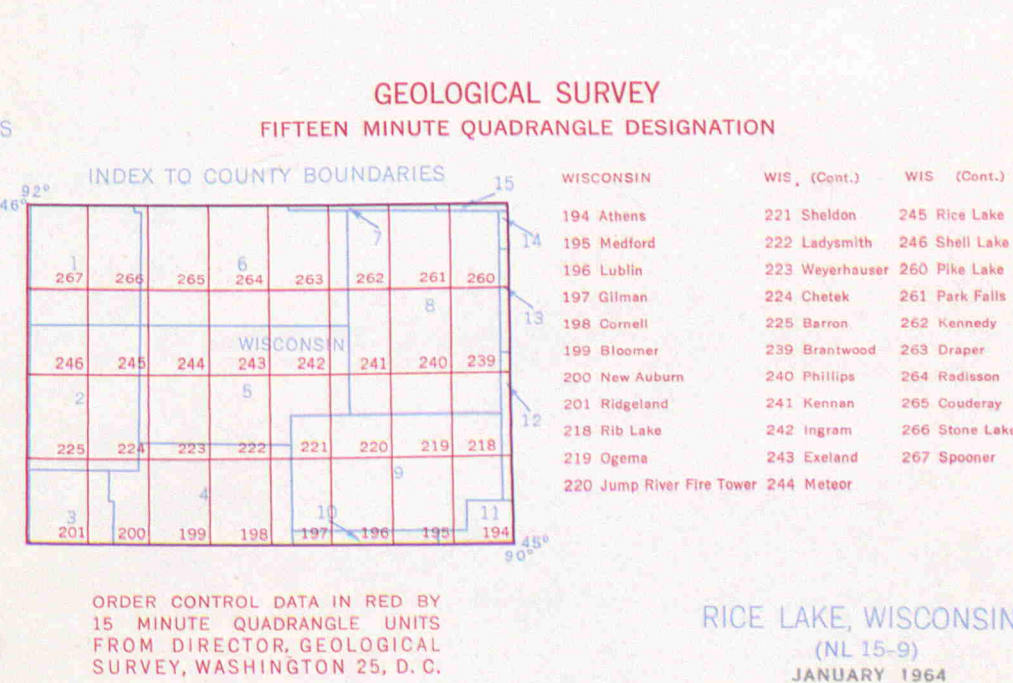 GEOLOGICAL SURVEY
FIFTEEN MINUTE QUADRANGLE DESIGNATION
S
INDEX TO COUNTY BOUNDARIES
92°
46°
15
7
14
1
6
267 266 265 264 263 262 261 260
8
13
WISCONSIN
246 245 244 243 242 241 240 239
2
5
12
225 224 223 222 221 220 219 218
9
4
3
10
11
201 200 199 198 197 196 195 194
45°
90°
WISCONSIN WIS. (Cont.) WIS (Cont.)
194 Athens 221 Sheldon 245 Rice Lake
195 Medford 222 Ladysmith 246 Shell Lake
196 Lublin 223 Weyerhauser 260 Pike Lake
197 Gilman 224 Chetek 261 Park Falls
198 Cornell 225 Barron 262 Kennedy
199 Bloomer 239 Brantwood 263 Draper
200 New Auburn 240 Phillips 264 Radisson
201 Ridgeland 241 Kennan 265 Couderay
218 Rib Lake 242 Ingram 266 Stone Lake
219 Ogema 243 Exeland 267 Spooner
220 Jump River Fire Tower 244 Meteor
ORDER CONTROL DATA IN RED BY
15 MINUTE QUADRANGLE UNITS
FROM DIRECTOR, GEOLOGICAL
SURVEY, WASHINGTON 25, D. C.
RICE LAKE, WISCONSIN
(NL 15-9)
JANUARY 1964